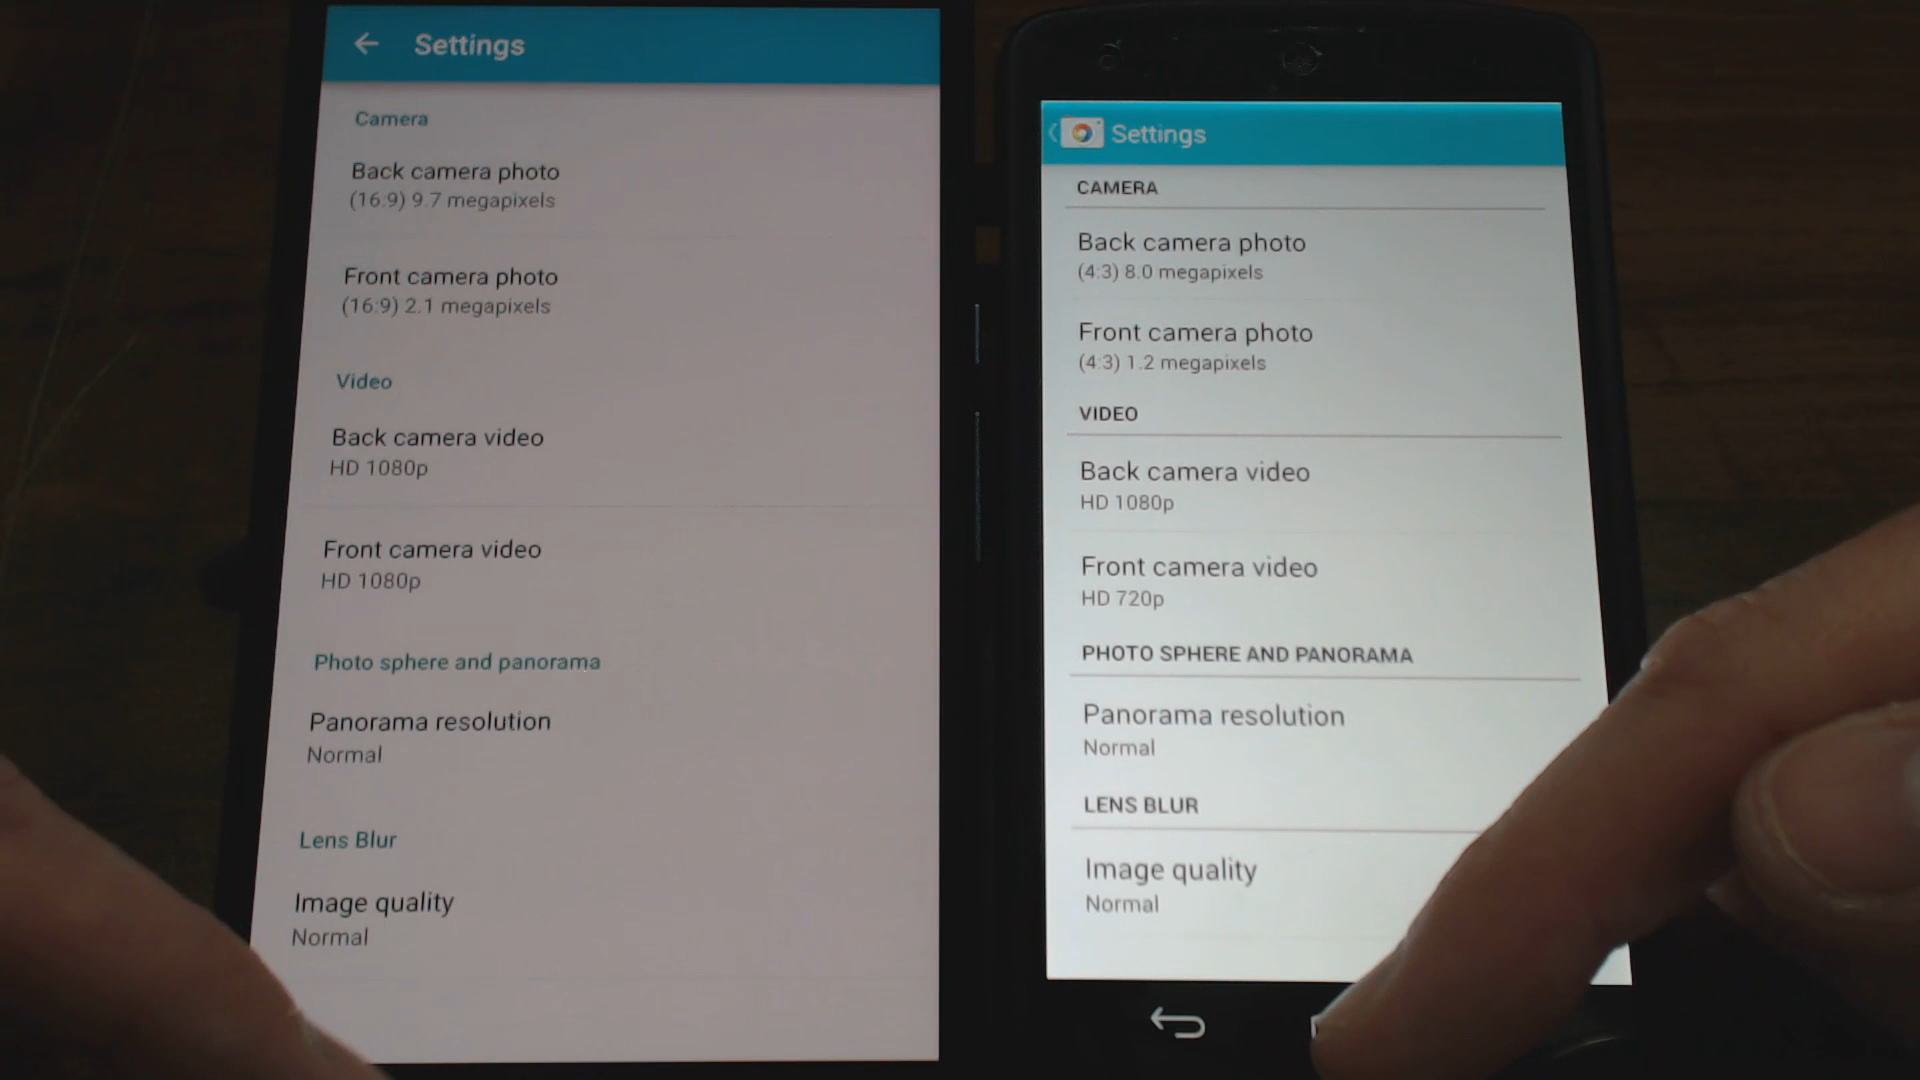 Settings
Camera
Back camera photo
(16:9) 9.7 megapixels
Front camera photo
(16:9) 2.1 megapixels
Video
Back camera video
HD 1080p
Front camera video
HD 1080p
Photo sphere and panorama
Panorama resolution
Normal
Lens Blur
Image quality
Normal
Settings
CAMERA
Back camera photo
(4:3) 8.0 megapixels
Front camera photo
(4:3) 1.2 megapixels
VIDEO
Back camera video
HD 1080p
Front camera video
HD 720p
PHOTO SPHERE AND PANORAMA
Panorama resolution
Normal
LENS BLUR
Image quality
Normal